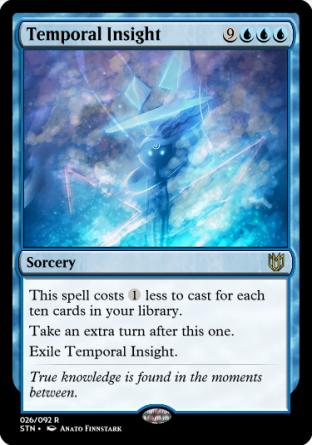 Temporal Insight 9
Sorcery
This spell costs 1 less to cast for each
ten cards in your library.
Take an extra turn after this one.
Exile Temporal Insight.
True knowledge is found in the moments
between.
026/092 R
STN • Anato Finnstark